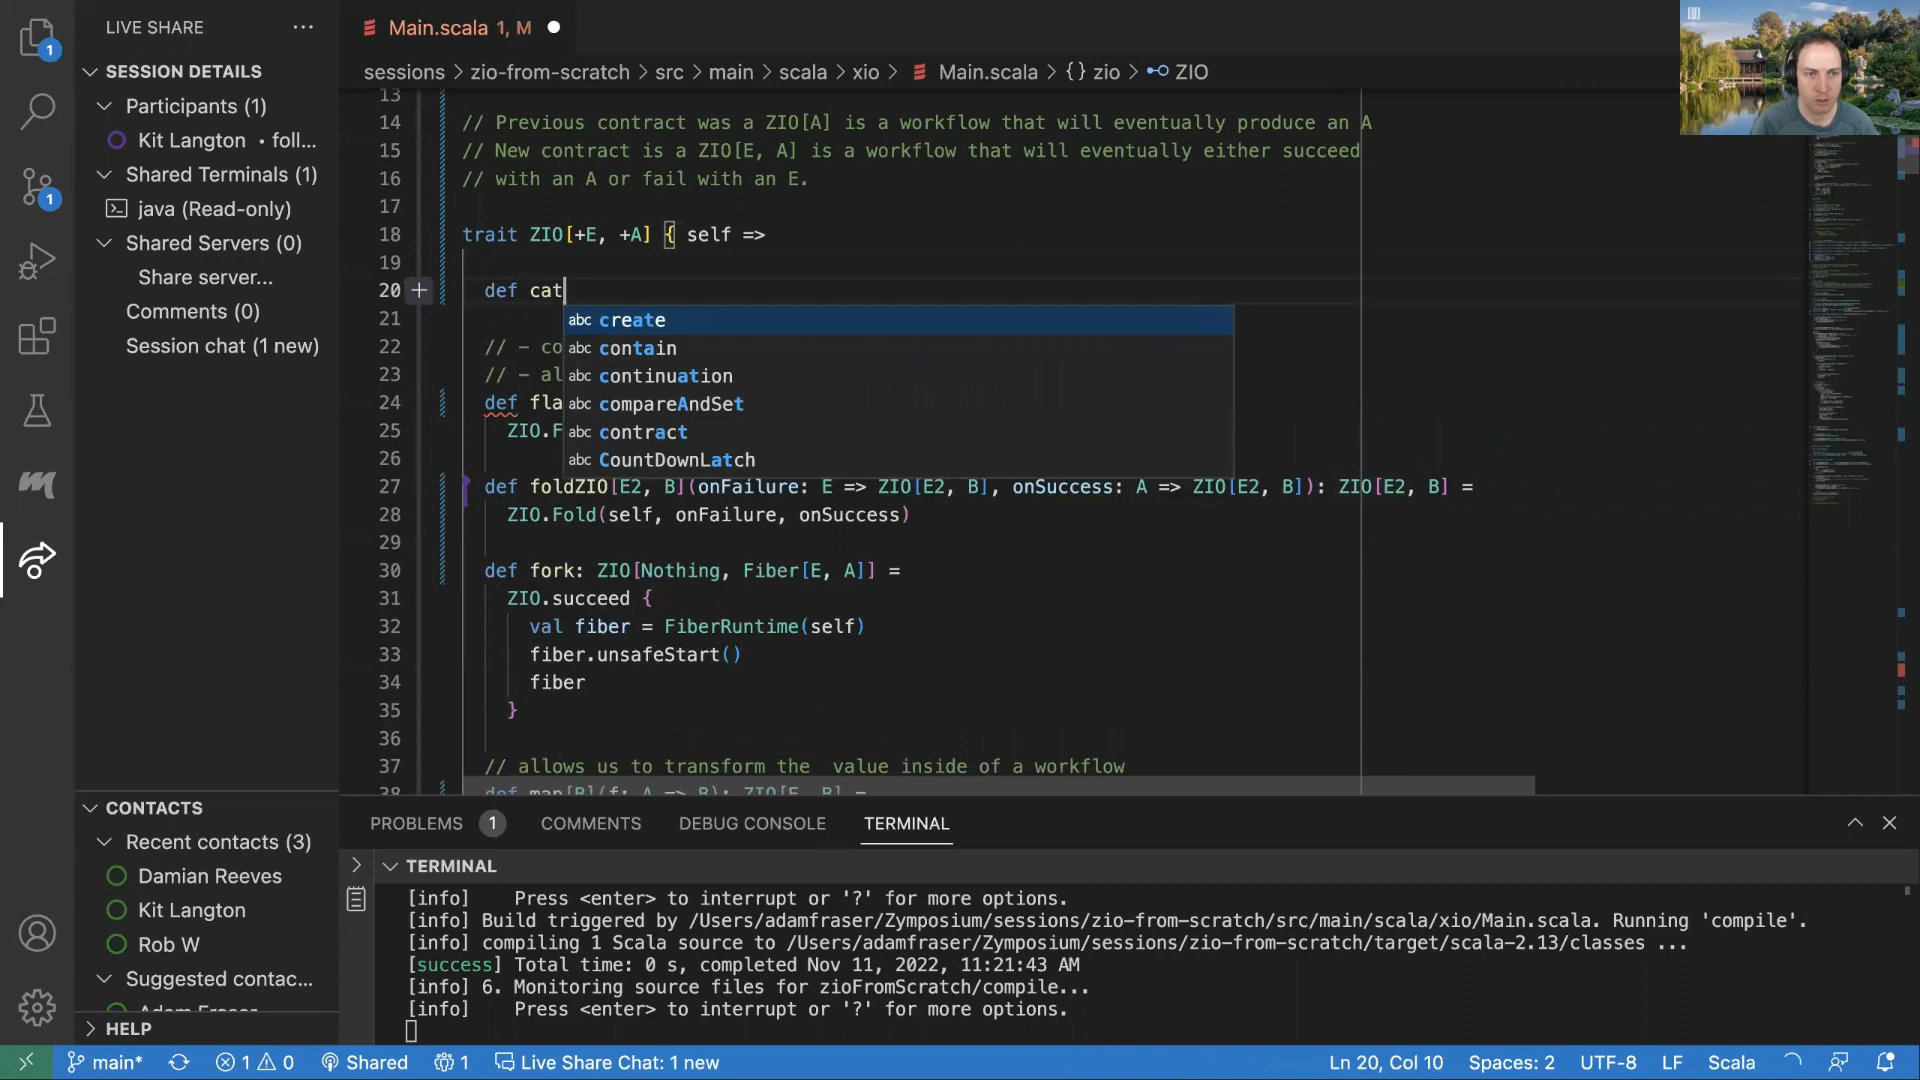 LIVE SHARE
SESSION DETAILS
Participants (1)
Kit Langton • foll...
Shared Terminals (1)
java (Read-only)
Shared Servers (0)
Share server...
Comments (0)
Session chat (1 new)
CONTACTS
Recent contacts (3)
Damian Reeves
Kit Langton
Rob W
Suggested contac...
Adam Fraser
HELP
1
1
Main.scala 1, M
sessions > zio-from-scratch > src > main > scala > xio > Main.scala > {} zio > ZIO
13
14 // Previous contract was a ZIO[A] is a workflow that will eventually produce an A
15 // New contract is a ZIO[E, A] is a workflow that will eventually either succeed
16 // with an A or fail with an E.
17
18 trait ZIO[+E, +A] { self =>
19
20 def cat
21 abc create
22 // - co abc contain
23 // - al abc continuation
24 def fla abc compareAndSet
25 ZIO.F abc contract
26 abc CountDownLatch
27 def foldZIO[E2, B](onFailure: E => ZIO[E2, B], onSuccess: A => ZIO[E2, B]): ZIO[E2, B] =
28 ZIO.Fold(self, onFailure, onSuccess)
29
30 def fork: ZIO[Nothing, Fiber[E, A]] =
31 ZIO.succeed {
32 val fiber = FiberRuntime(self)
33 fiber.unsafeStart()
34 fiber
35 }
36
37 // allows us to transform the  value inside of a workflow
38 def map[B](f: A => B): ZIO[E, B] =
PROBLEMS 1 COMMENTS DEBUG CONSOLE TERMINAL
TERMINAL
[info] Press <enter> to interrupt or '?' for more options.
[info] Build triggered by /Users/adamfraser/Zymposium/sessions/zio-from-scratch/src/main/scala/xio/Main.scala. Running 'compile'.
[info] compiling 1 Scala source to /Users/adamfraser/Zymposium/sessions/zio-from-scratch/target/scala-2.13/classes ...
[success] Total time: 0 s, completed Nov 11, 2022, 11:21:43 AM
[info] 6. Monitoring source files for zioFromScratch/compile...
[info] Press <enter> to interrupt or '?' for more options.
main* 1 0 Shared 1 Live Share Chat: 1 new Ln 20, Col 10 Spaces: 2 UTF-8 LF Scala